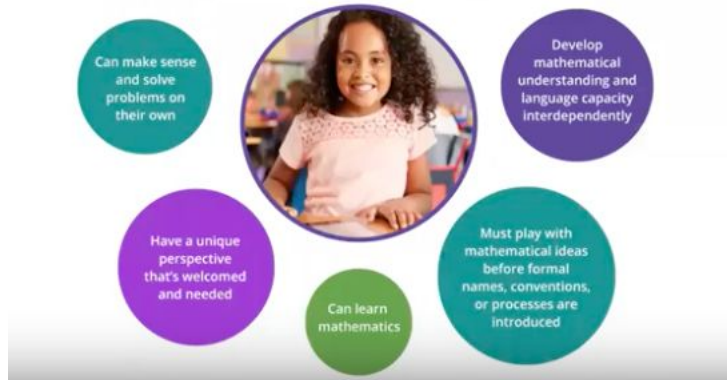 Can make sense
and solve
problems on
their own
Develop
mathematical
understanding and
language capacity
interdependently
Have a unique
perspective
that's welcomed
and needed
Can learn
mathematics
Must play with
mathematical ideas
before formal
names, conventions,
or processes are
introduced